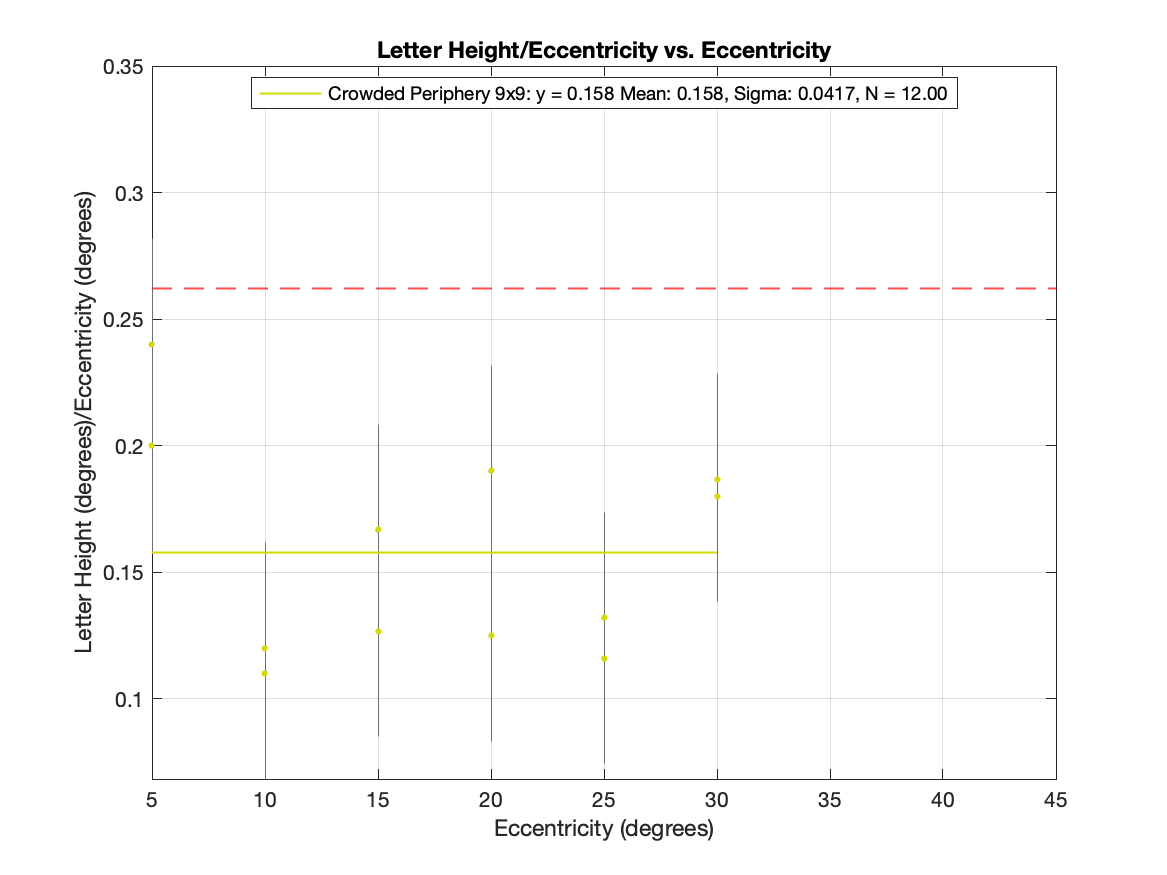 Letter Height/Eccentricity vs. Eccentricity
Crowded Periphery 9x9: y = 0.158 Mean: 0.158, Sigma: 0.0417, N = 12.00
Letter Height (degrees)/Eccentricity (degrees)
0.35
0.3
0.25
0.2
0.15
0.1
5 10 15 20 25 30 35 40 45
Eccentricity (degrees)